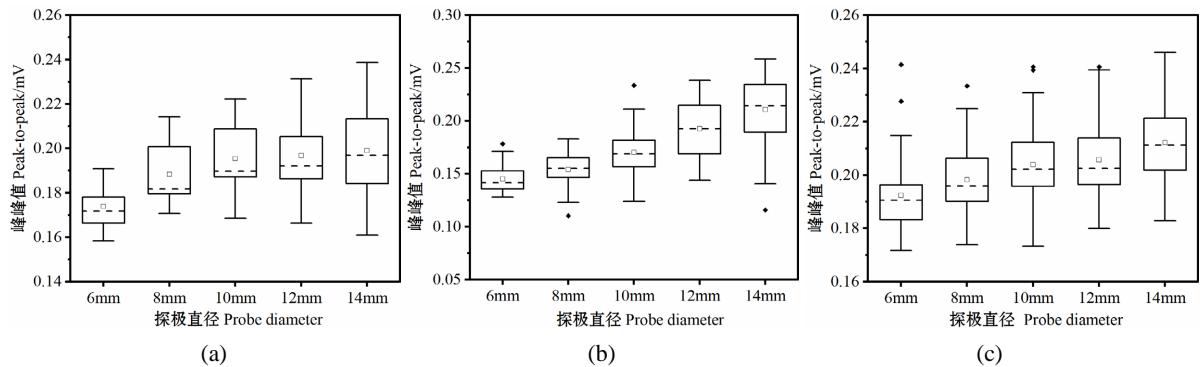 峰峰值 Peak-to-peak/mV
0.26
0.24
0.22
0.20
0.18
0.16
0.14
6mm 8mm 10mm 12mm 14mm
探极直径 Probe diameter
(a)
峰峰值 Peak-to-peak/mV
0.30
0.25
0.20
0.15
0.10
0.05
6mm 8mm 10mm 12mm 14mm
探极直径 Probe diameter
(b)
峰峰值 Peak-to-peak/mV
0.26
0.24
0.22
0.20
0.18
0.16
6mm 8mm 10mm 12mm 14mm
探极直径 Probe diameter
(c)